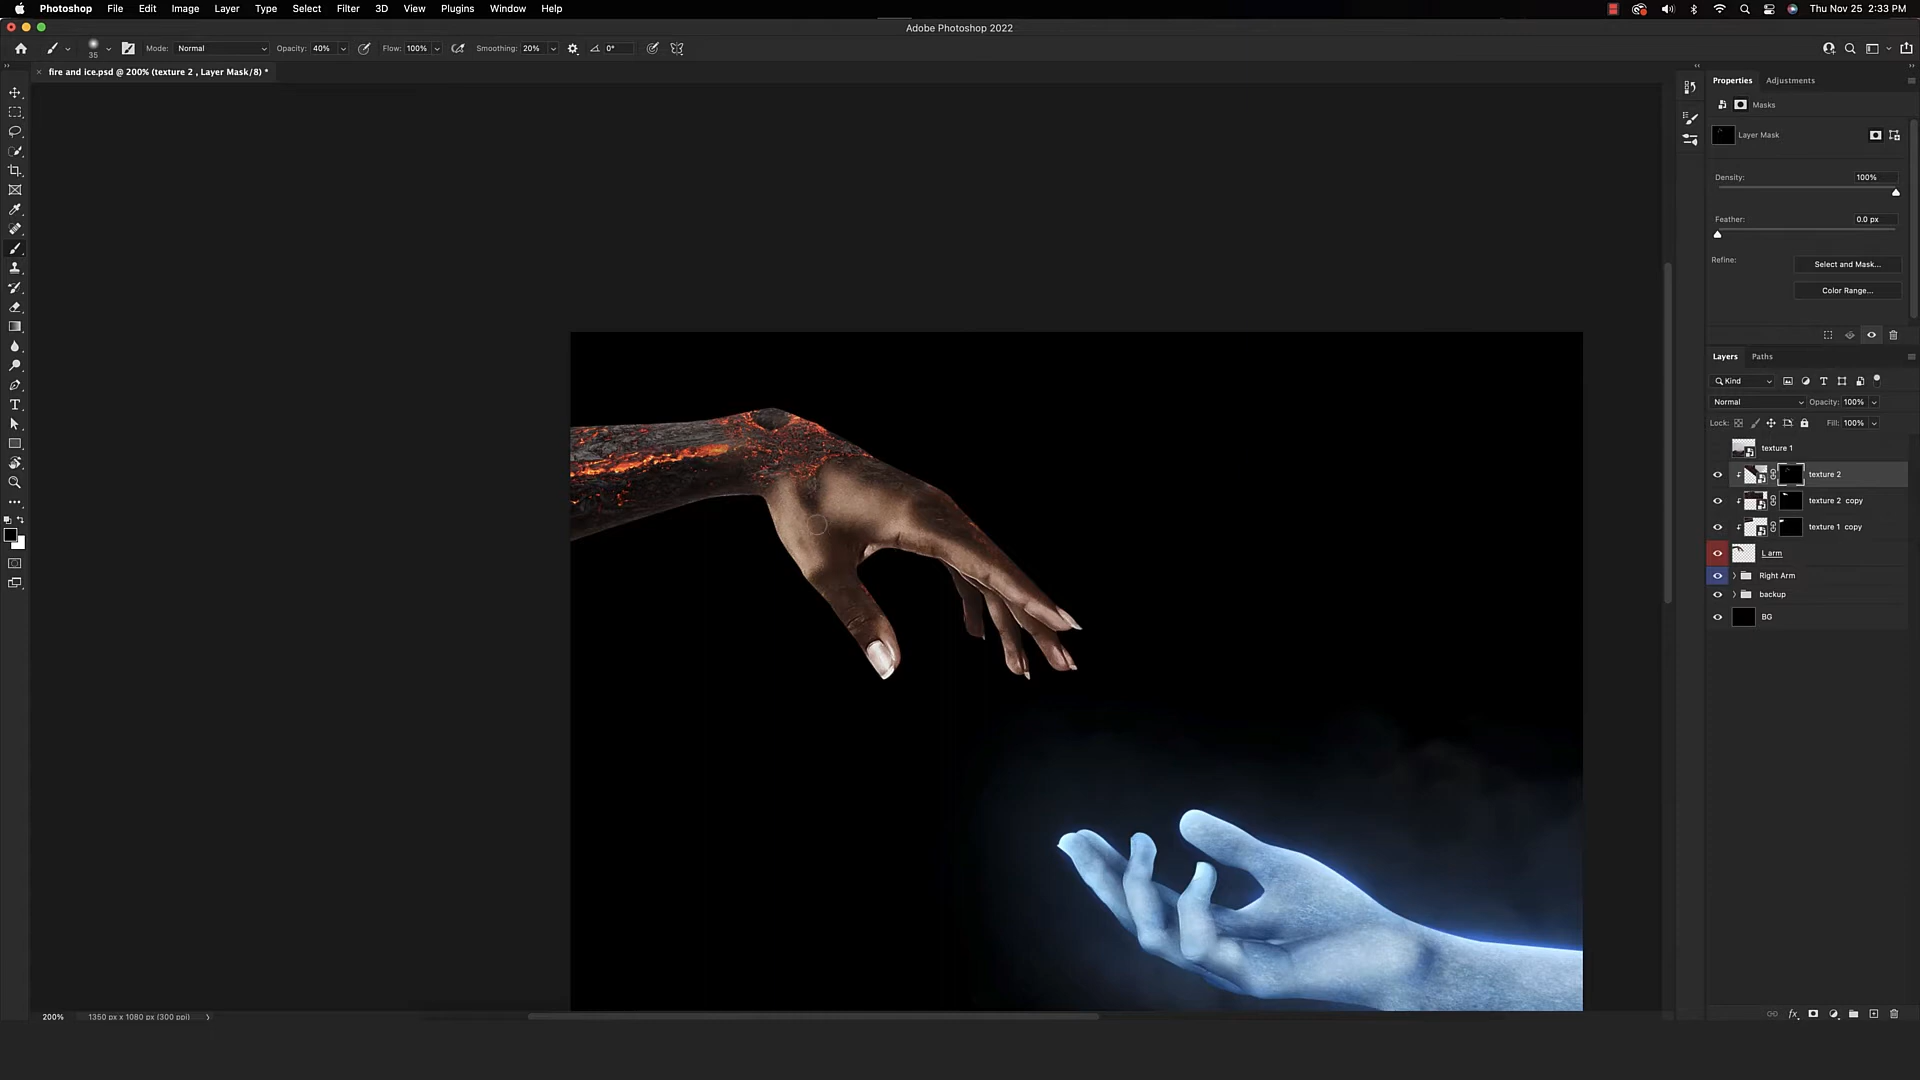 Photoshop File Edit Image Layer Type Select Filter 3D View Plugins Window Help Thu Nov 25 2:33 PM
Adobe Photoshop 2022
35 Mode: Normal Opacity: 40% Flow: 100% Smoothing: 20% 0°
fire and ice.psd @ 200% (texture 2 , Layer Mask/8) *
Properties Adjustments
Masks
Layer Mask
Density: 100%
Feather: 0.0 px
Refine: Select and Mask...
Color Range...
Layers Paths
Kind
Normal Opacity: 100%
Lock: Fill: 100%
texture 1
texture 2
texture 2 copy
texture 1 copy
L arm
Right Arm
backup
BG
200% 1350 px x 1080 px (300 ppi)